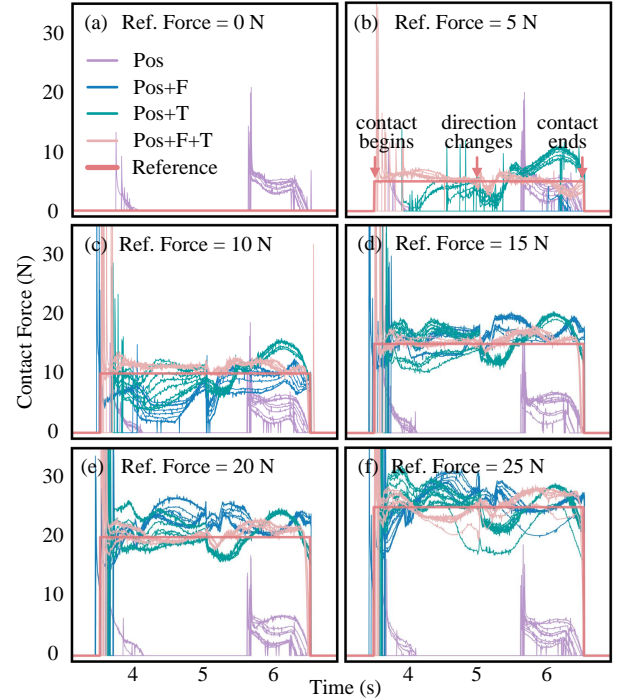 (a) Ref. Force = 0 N
(b) Ref. Force = 5 N
30
20
10
0
Pos
Pos+F
Pos+T
Pos+F+T
Reference
contact begins
direction changes
contact ends
(c) Ref. Force = 10 N
(d) Ref. Force = 15 N
30
20
10
0
Contact Force (N)
(e) Ref. Force = 20 N
(f) Ref. Force = 25 N
30
20
10
0
4 5 6
4 5 6
Time (s)